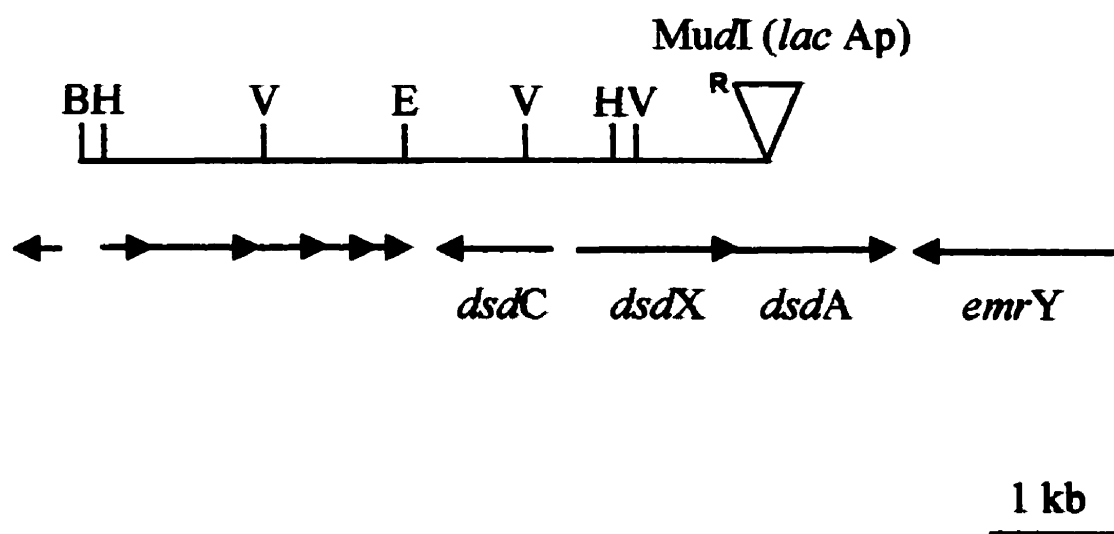 MudI (lac Ap)
R
BH V E V HV
dsdC dsdX dsdA emrY
1 kb